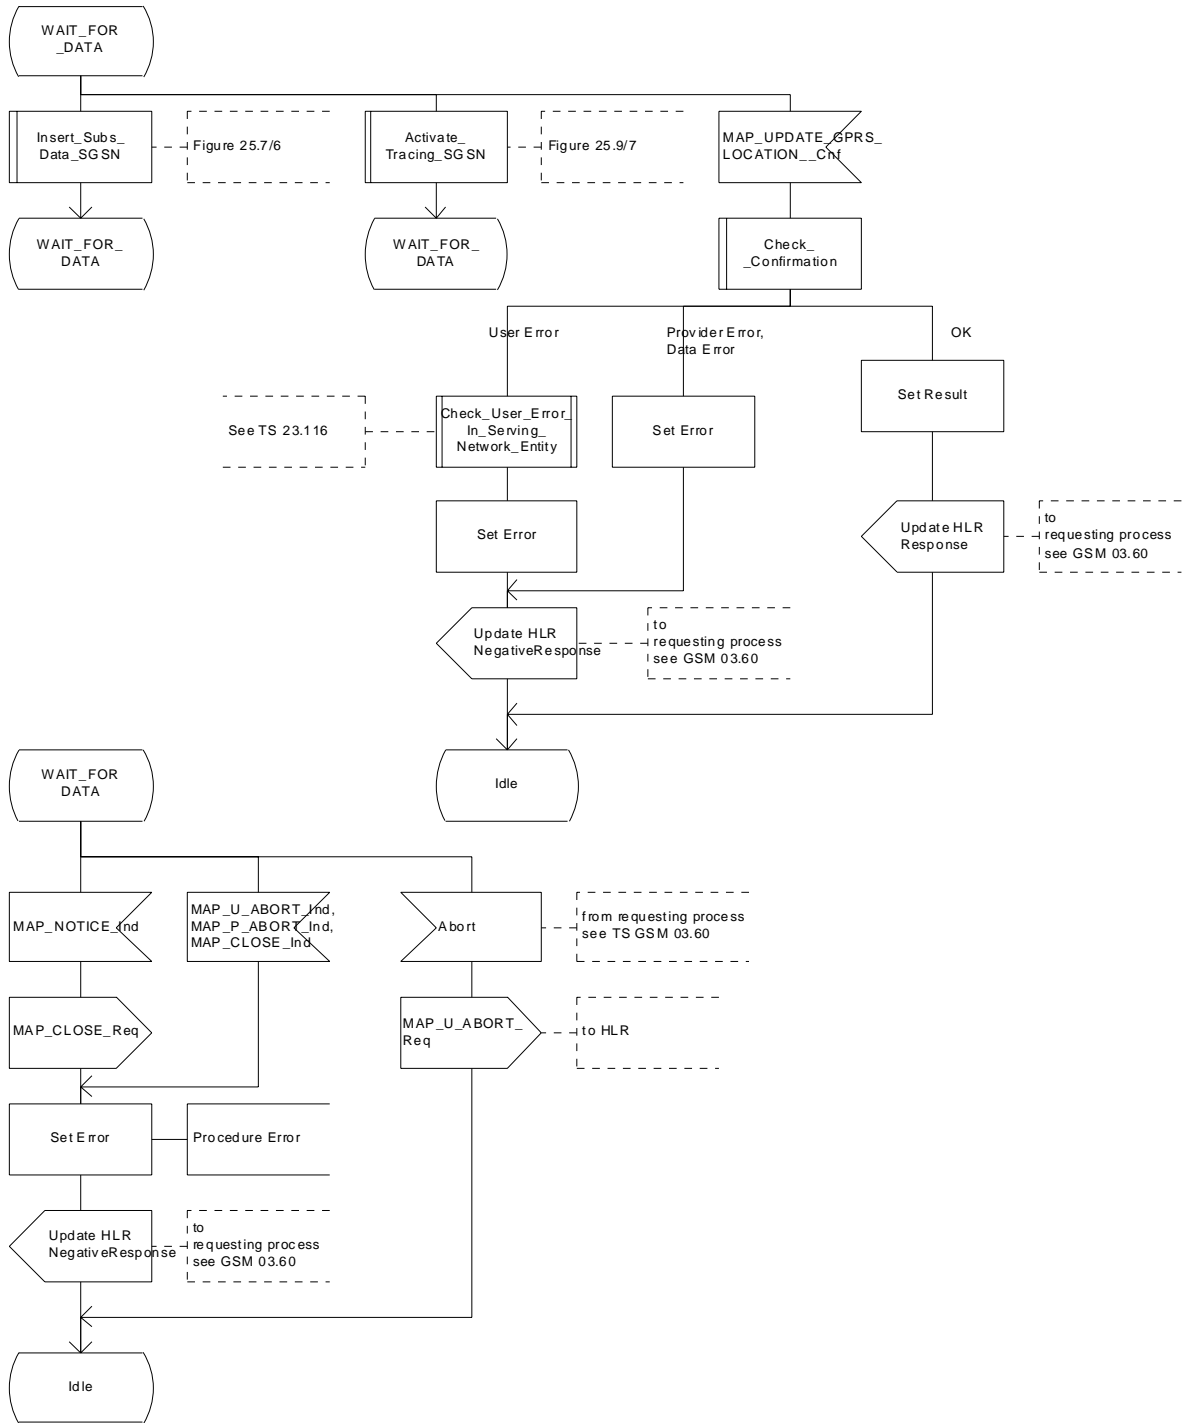 WAIT_FOR
_DATA
Insert_Subs_
Data_SGSN
Figure 25.7/6
Activate_
Tracing_SGSN
Figure 25.9/7
MAP_UPDATE_GPRS_
LOCATION__Cnf
WAIT_FOR_
DATA
WAIT_FOR_
DATA
Check_
_Confirmation
User Error
Provider Error,
Data Error
OK
Set Result
See TS 23.116
Check_User_Error_
In_Serving_
Network_Entity
Set Error
Set Error
Update HLR
Response
to
requesting process
see GSM 03.60
Update HLR
NegativeResponse
to
requesting process
see GSM 03.60
Idle
WAIT_FOR
DATA
MAP_NOTICE_Ind
MAP_U_ABORT_Ind,
MAP_P_ABORT_Ind,
MAP_CLOSE_Ind
Abort
from requesting process
see TS GSM 03.60
MAP_CLOSE_Req
MAP_U_ABORT_
Req
to HLR
Set Error
Procedure Error
Update HLR
NegativeResponse
to
requesting process
see GSM 03.60
Idle